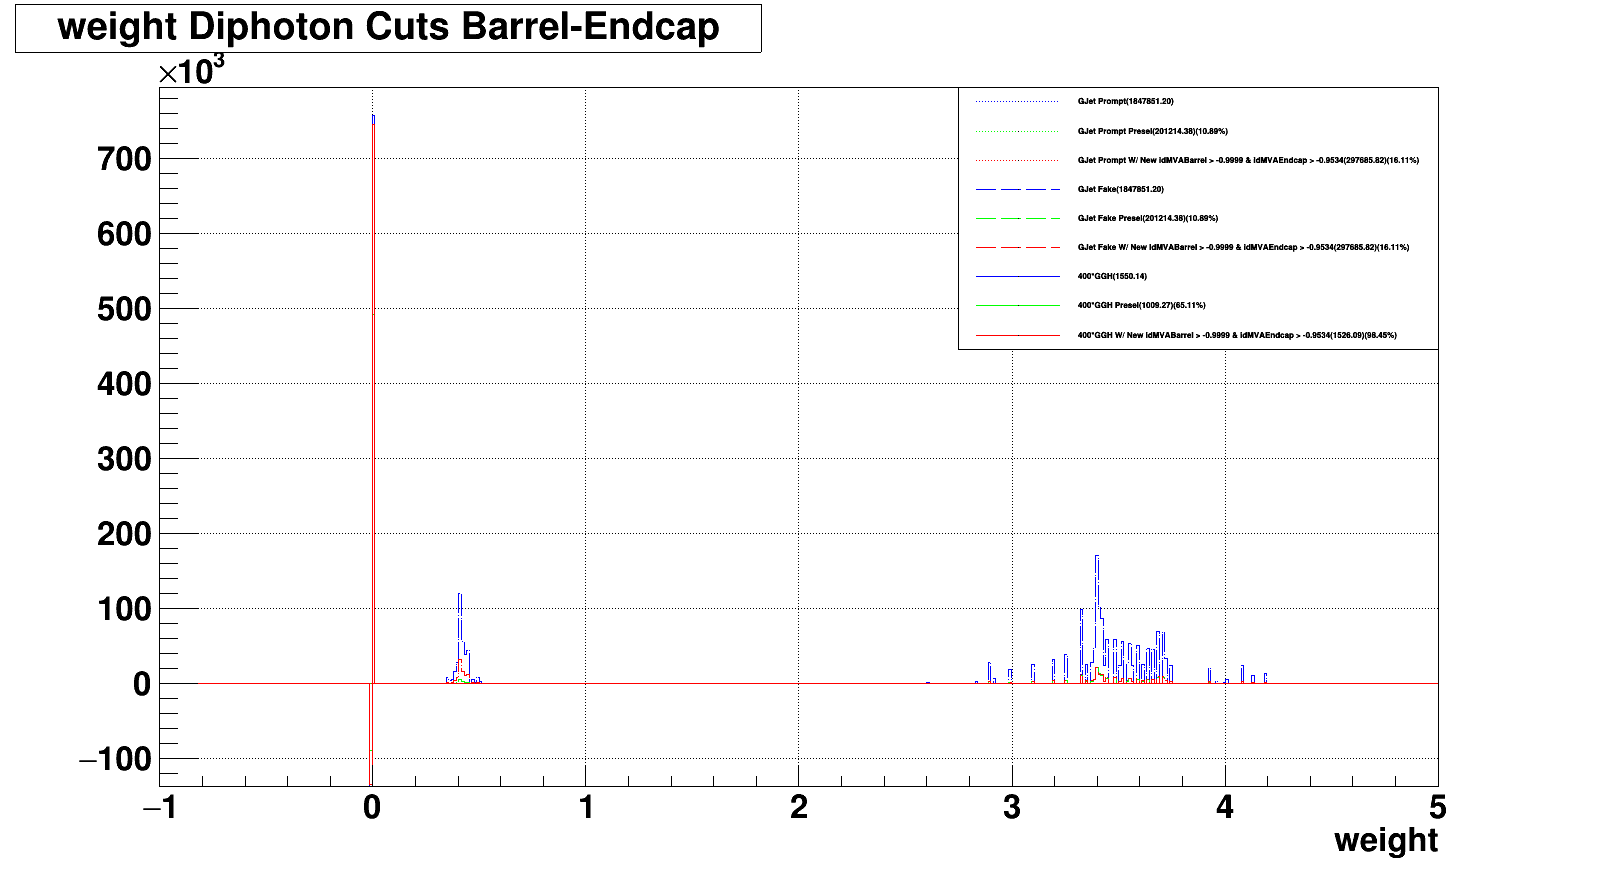 weight Diphoton Cuts Barrel-Endcap
×10³
GJet Prompt(1847851.20)
GJet Prompt Presel(201214.38)(10.89%)
GJet Prompt W/ New idMVABarrel > -0.9999 & idMVAEndcap > -0.9534(297685.82)(16.11%)
GJet Fake(1847851.20)
GJet Fake Presel(201214.38)(10.89%)
GJet Fake W/ New idMVABarrel > -0.9999 & idMVAEndcap > -0.9534(297685.82)(16.11%)
400*GGH(1550.14)
400*GGH Presel(1009.27)(65.11%)
400*GGH W/ New idMVABarrel > -0.9999 & idMVAEndcap > -0.9534(1526.09)(98.45%)
700
600
500
400
300
200
100
0
−100
−1 0 1 2 3 4 5
weight